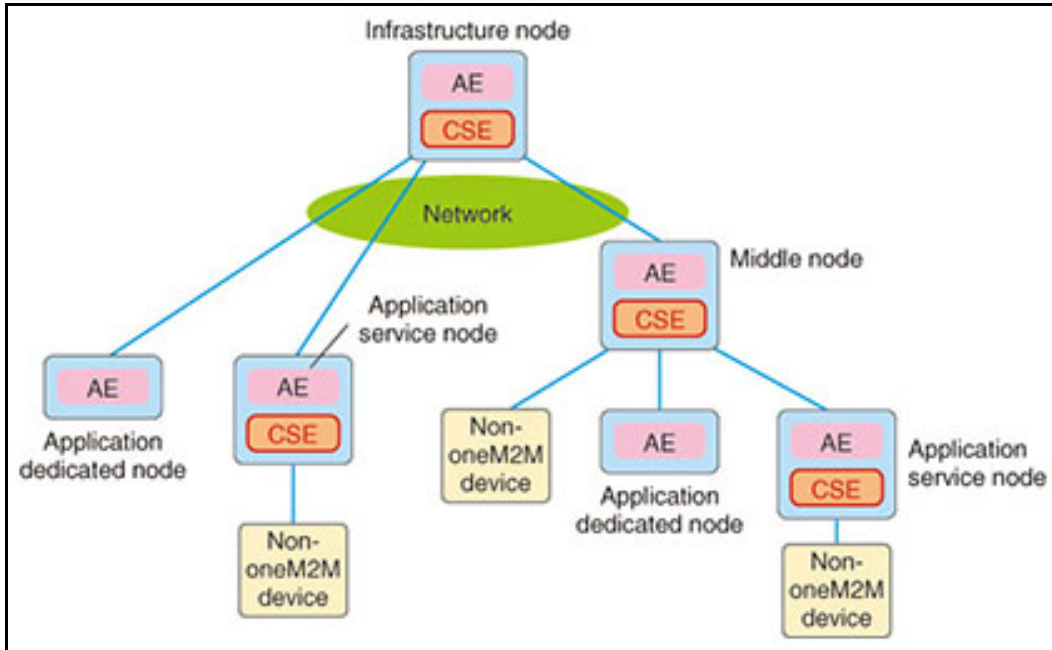 Infrastructure node
AE
CSE
Network
AE
CSE
Middle node
Application
service node
AE
Application
dedicated node
AE
CSE
Non-
oneM2M
device
Non-
oneM2M
device
AE
Application
dedicated node
AE
CSE
Application
service node
Non-
oneM2M
device